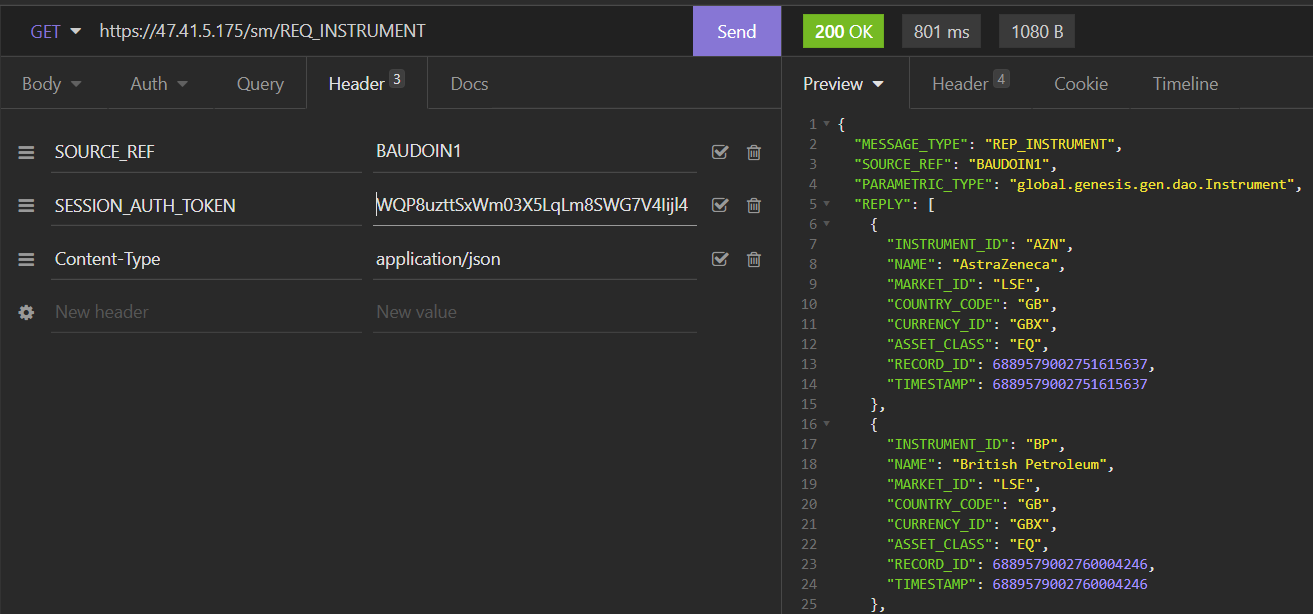 GET https://47.41.5.175/sm/REQ_INSTRUMENT Send
Body Auth Query Header 3 Docs
SOURCE_REF BAUDOIN1
SESSION_AUTH_TOKEN WQP8uzttSxWm03X5LqLm8SWG7V4Iijl4
Content-Type application/json
New header New value
200 OK 801 ms 1080 B
Preview Header 4 Cookie Timeline
1 {
2 "MESSAGE_TYPE": "REP_INSTRUMENT",
3 "SOURCE_REF": "BAUDOIN1",
4 "PARAMETRIC_TYPE": "global.genesis.gen.dao.Instrument",
5 "REPLY": [
6 {
7 "INSTRUMENT_ID": "AZN",
8 "NAME": "AstraZeneca",
9 "MARKET_ID": "LSE",
10 "COUNTRY_CODE": "GB",
11 "CURRENCY_ID": "GBX",
12 "ASSET_CLASS": "EQ",
13 "RECORD_ID": 6889579002751615637,
14 "TIMESTAMP": 6889579002751615637
15 },
16 {
17 "INSTRUMENT_ID": "BP",
18 "NAME": "British Petroleum",
19 "MARKET_ID": "LSE",
20 "COUNTRY_CODE": "GB",
21 "CURRENCY_ID": "GBX",
22 "ASSET_CLASS": "EQ",
23 "RECORD_ID": 6889579002760004246,
24 "TIMESTAMP": 6889579002760004246
25 },